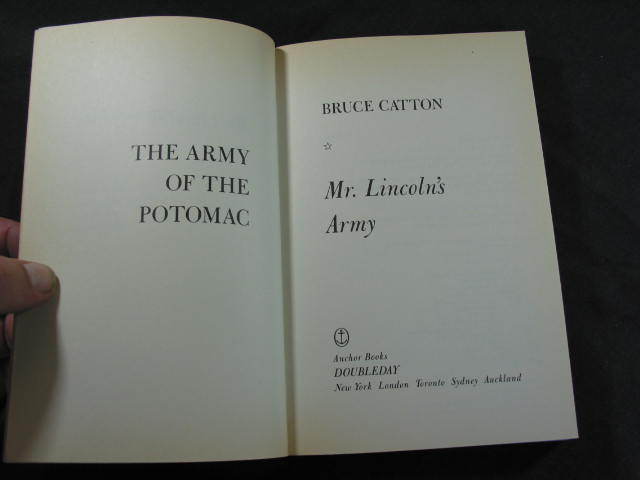 THE ARMY
OF THE
POTOMAC
BRUCE CATTON
☆
Mr. Lincoln's
Army
Anchor Books
DOUBLEDAY
New York London Toronto Sydney Auckland